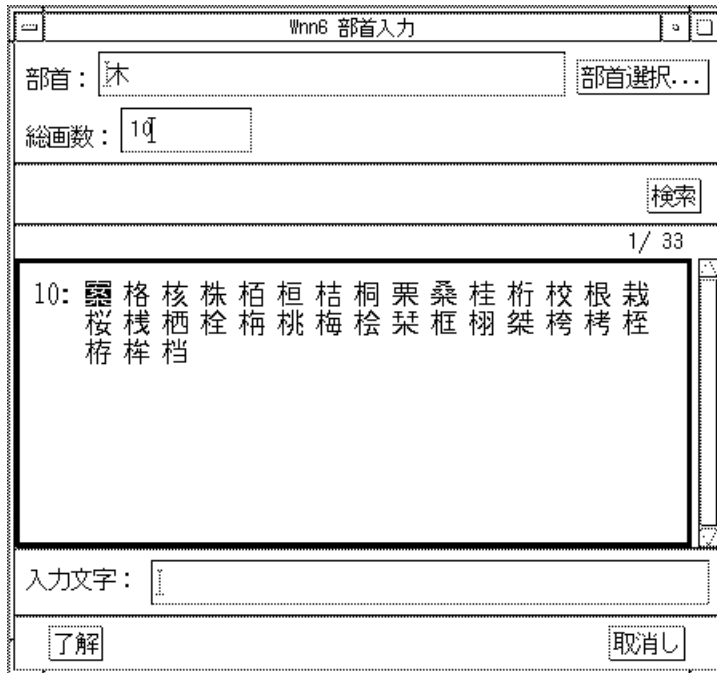 Wnn6 部首入力
部首： 木 部首選択...
総画数： 10
検索
1/ 33
10: 案 格 核 株 栢 桓 桔 桐 栗 桑 桂 桁 校 根 栽
桜 桟 栖 栓 栴 桃 梅 桧 栞 框 栩 桀 桍 栲 桎
栫 桙 档
入力文字：
了解 取消し